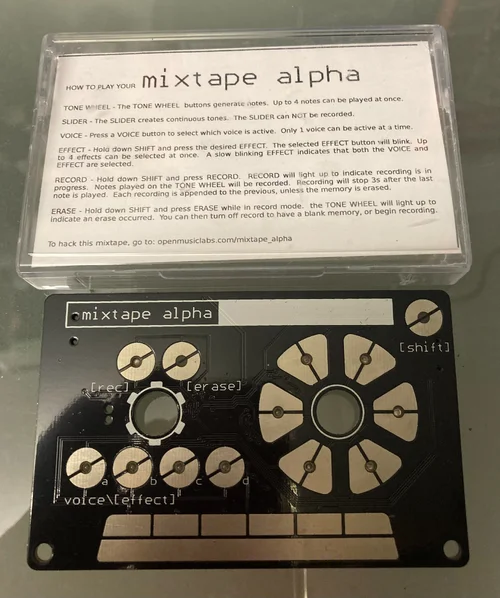 HOW TO PLAY YOUR mixtape alpha
TONE WHEEL - The TONE WHEEL buttons generate notes. Up to 4 notes can be played at once.
SLIDER - The SLIDER creates continuous tones. The SLIDER can NOT be recorded.
VOICE - Press a VOICE button to select which voice is active. Only 1 voice can be active at a time.
EFFECT - Hold down SHIFT and press the desired EFFECT. The selected EFFECT button will blink. Up
to 4 effects can be selected at once. A slow blinking EFFECT indicates that both the VOICE and
EFFECT are selected.
RECORD - Hold down SHIFT and press RECORD. RECORD will light up to indicate recording is in
progress. Notes played on the TONE WHEEL will be recorded. Recording will stop 3s after the last
note is played. Each recording is appended to the previous, unless the memory is erased.
ERASE - Hold down SHIFT and press ERASE while in record mode. the TONE WHEEL will light up to
indicate an erase occurred. You can then turn off record to have a blank memory, or begin recording.
To hack this mixtape, go to: openmusiclabs.com/mixtape_alpha
mixtape alpha
[shift]
[rec] [erase]
a b c d
voice\[effect]